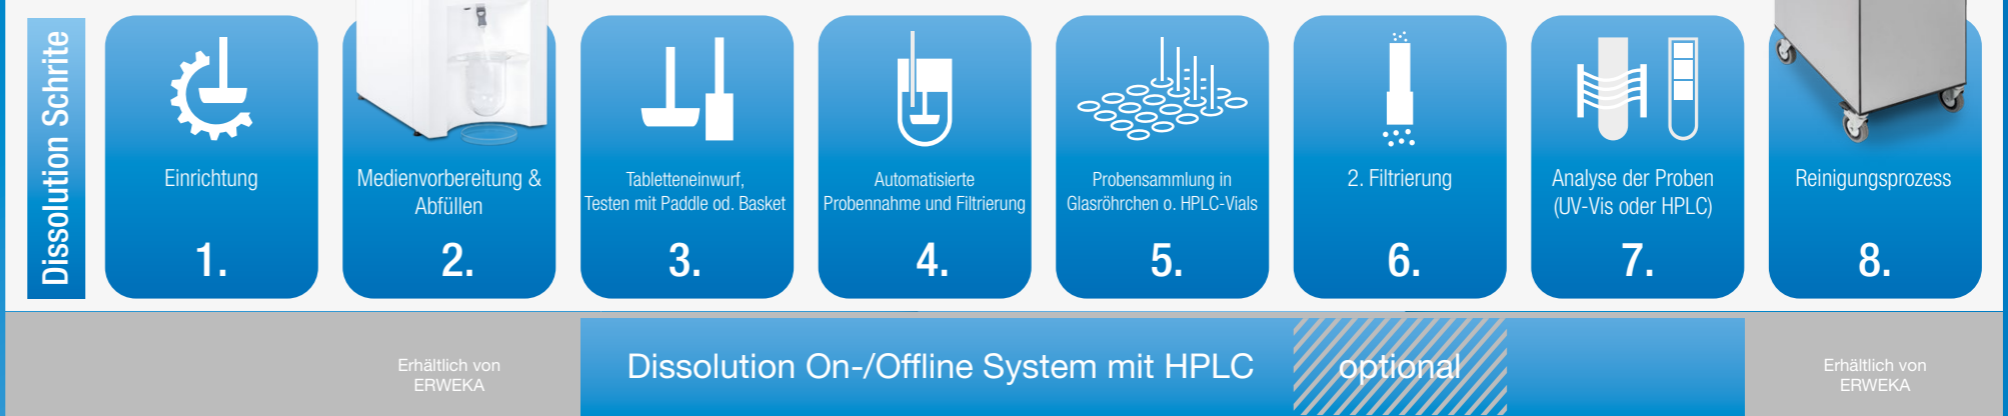 Dissolution Schrite
Einrichtung
1.
Medienvorbereitung &
Abfüllen
2.
Tabletteneinwurf,
Testen mit Paddle od. Basket
3.
Automatisierte
Probennahme und Filtrierung
4.
Probensammlung in
Glasröhrchen o. HPLC-Vials
5.
2. Filtrierung
6.
Analyse der Proben
(UV-Vis oder HPLC)
7.
Reinigungsprozess
8.
Erhältlich von
ERWEKA
Dissolution On-/Offline System mit HPLC
optional
Erhältlich von
ERWEKA